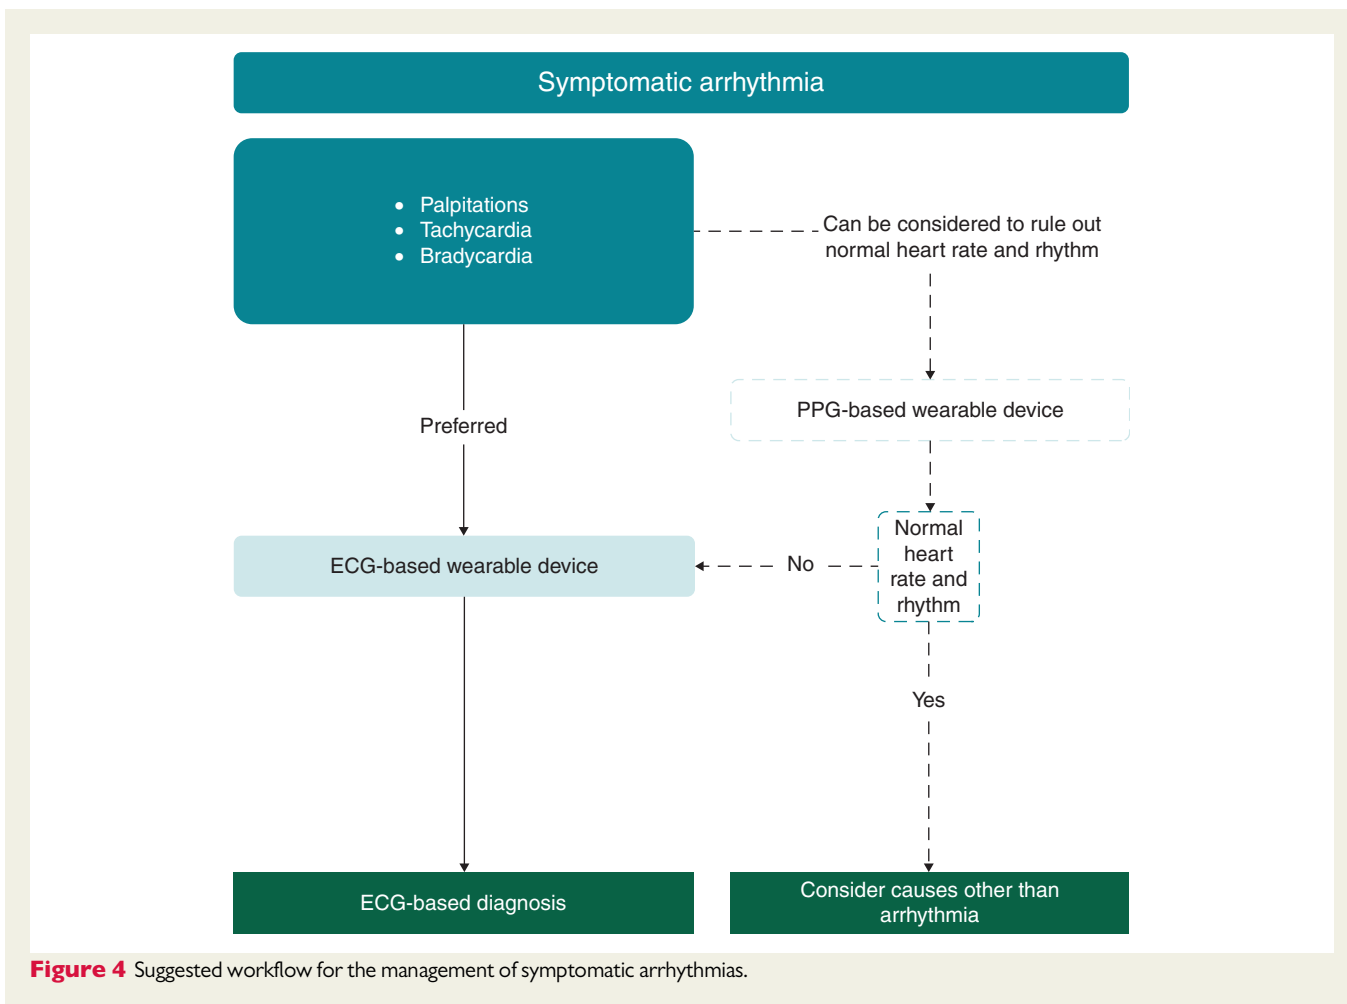 Symptomatic arrhythmia
• Palpitations
• Tachycardia
• Bradycardia
Can be considered to rule out
normal heart rate and rhythm
PPG-based wearable device
Preferred
Normal
heart
rate and
rhythm
No
ECG-based wearable device
Yes
ECG-based diagnosis
Consider causes other than
arrhythmia
Figure 4 Suggested workflow for the management of symptomatic arrhythmias.